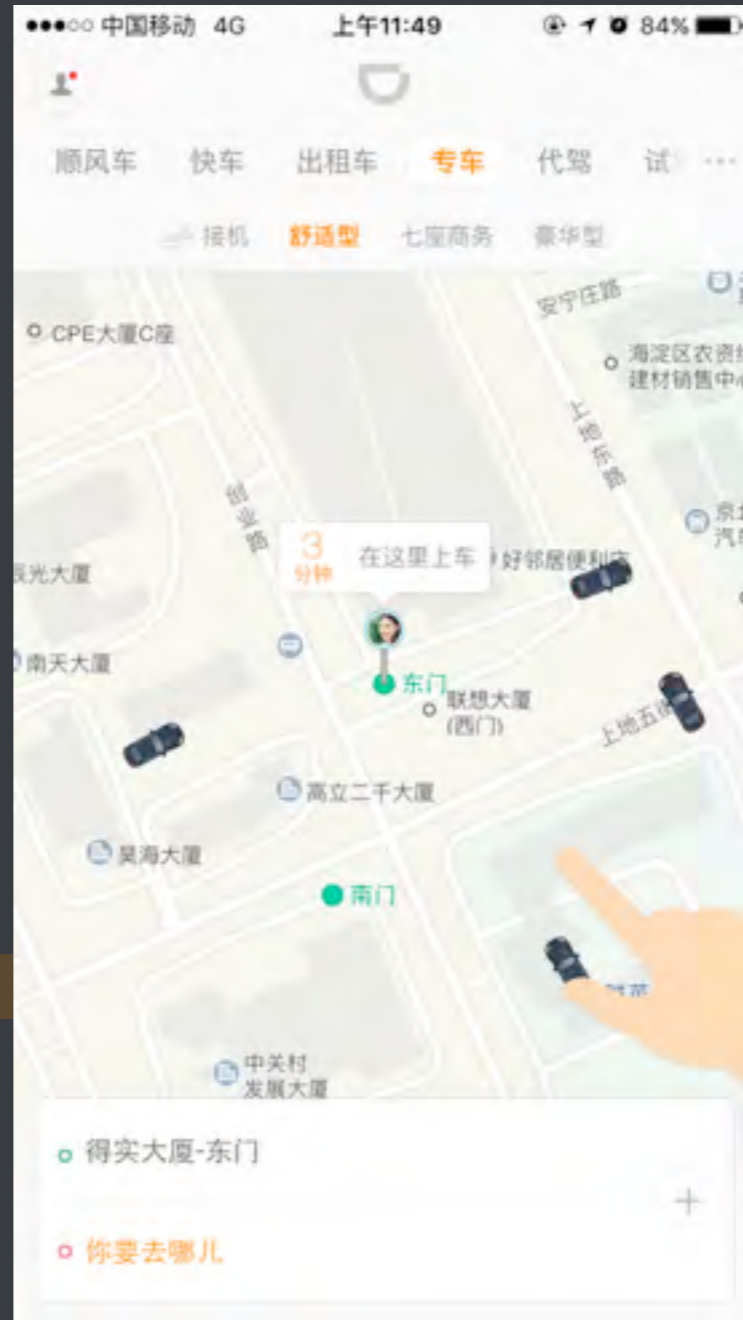 中国移动 4G 上午11:49 84%
顺风车 快车 出租车 专车 代驾 试 ···
接机 舒适型 七座商务 豪华型
安宁庄路
CPE大厦C座
海淀区农资
建材销售中心
上地东路
创业路
3
分钟
在这里上车
好邻居便利店
汽车
辰光大厦
南天大厦
东门
联想大厦
(西门)
上地五街
高立二千大厦
昊海大厦
南门
中关村
发展大厦
得实大厦-东门
+
你要去哪儿